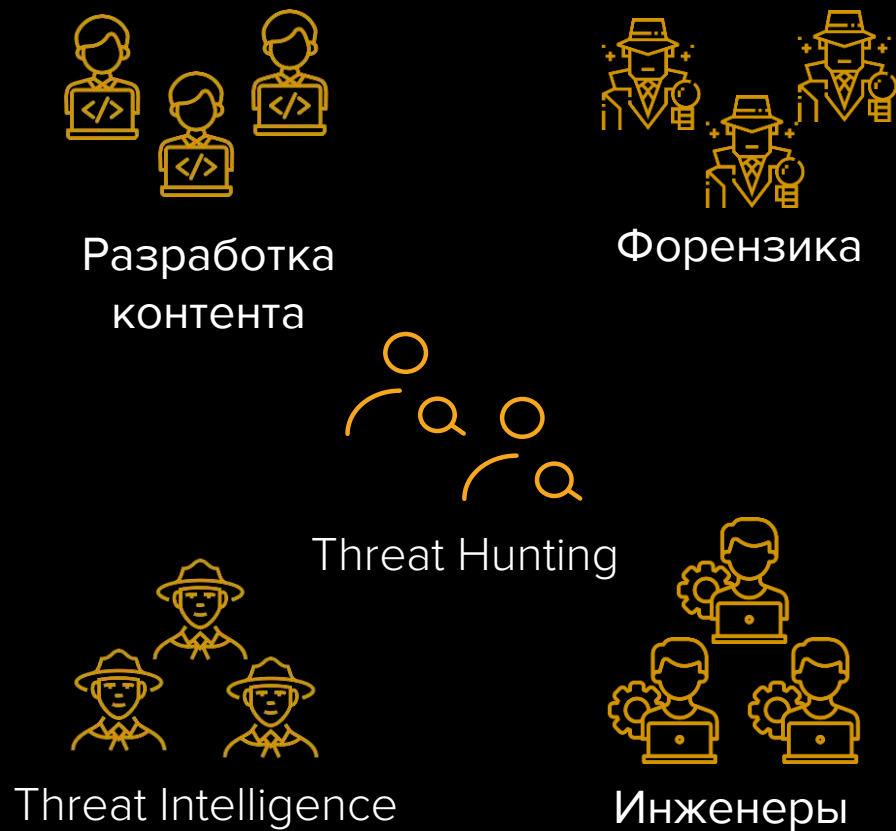 </>
</>
</>
Разработка
контента
Форензика
Threat Hunting
Threat Intelligence
Инженеры